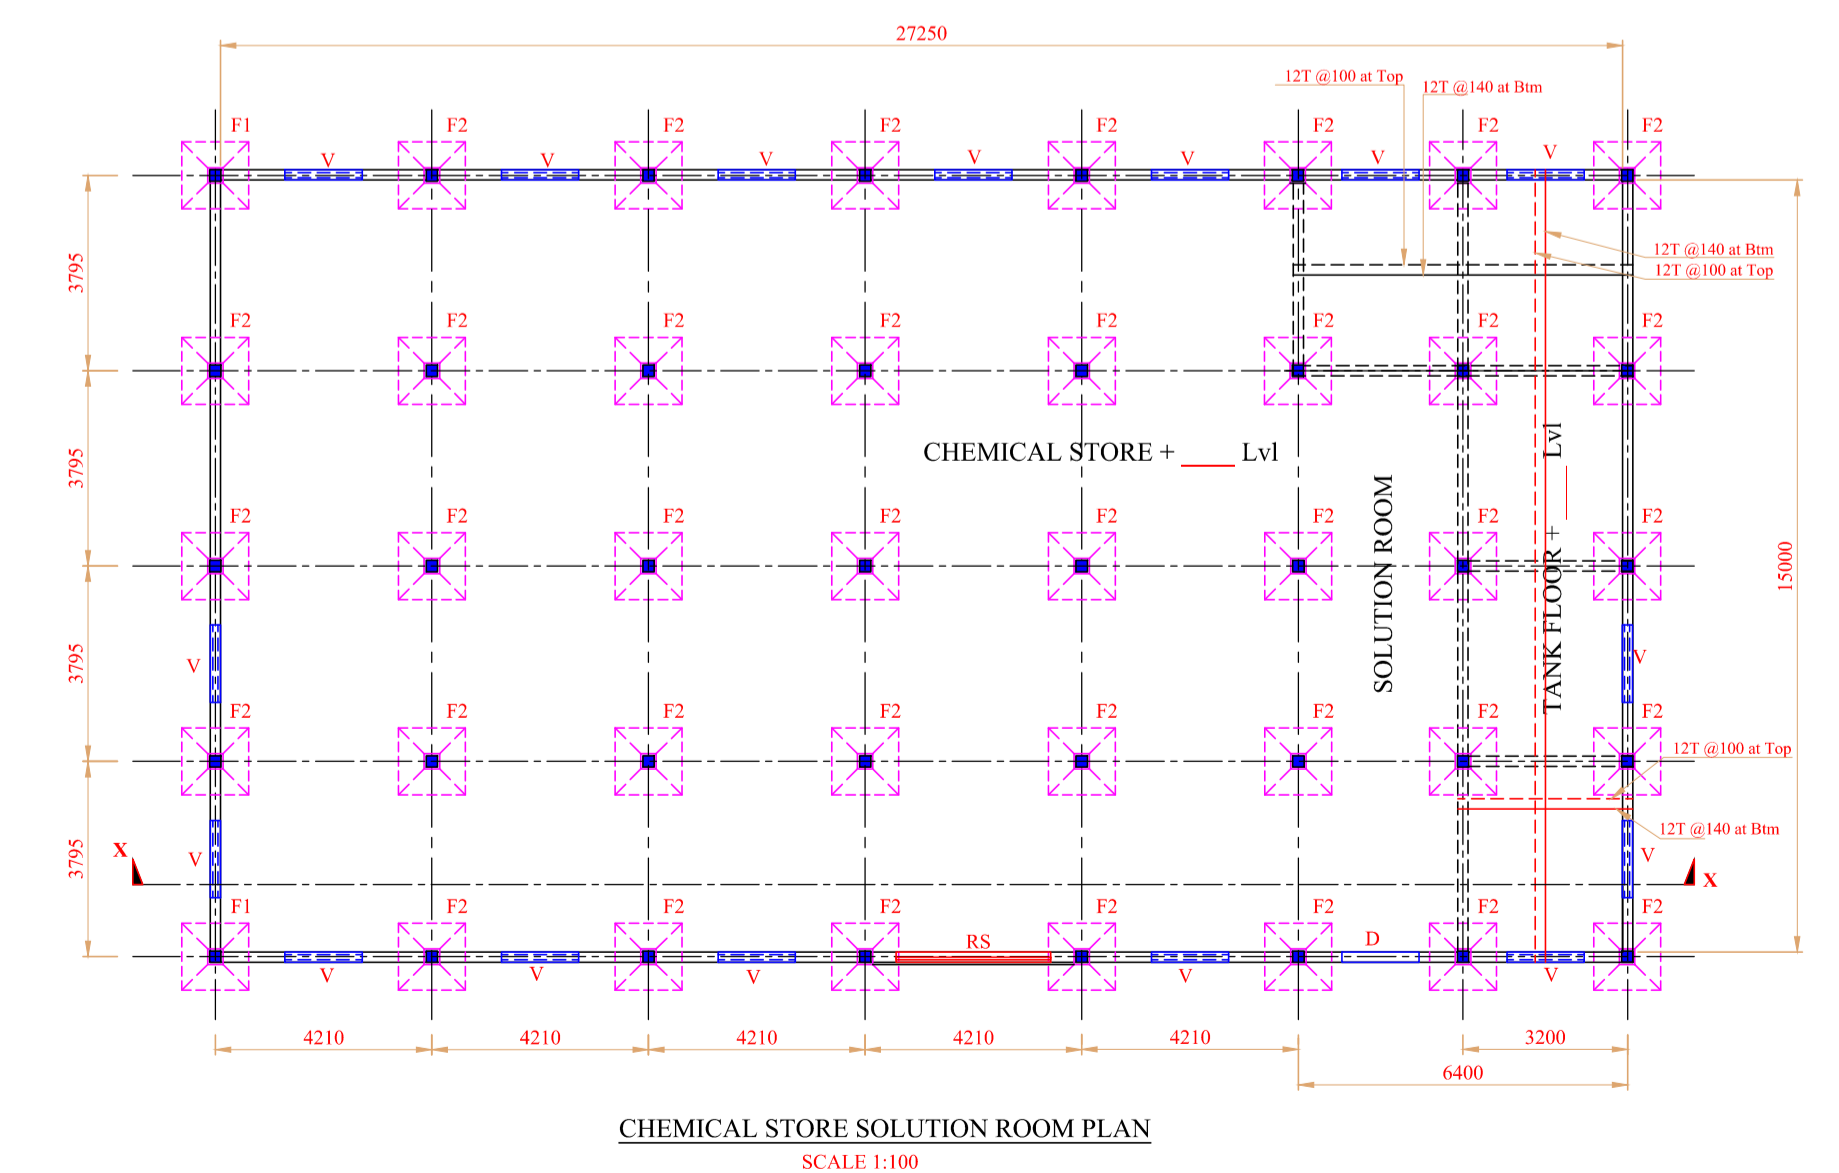 27250
12T @100 at Top
12T @140 at Btm
F1 F2 F2 F2 F2 F2 F2 F2
V V V V V V V
12T @140 at Btm
12T @100 at Top
3795
F2 F2 F2 F2 F2 F2 F2 F2
CHEMICAL STORE + ____ Lvl
SOLUTION ROOM
TANK FLOOR + ____ Lvl
3795
F2 F2 F2 F2 F2 F2 F2 F2
15000
V V
3795
F2 F2 F2 F2 F2 F2 F2 F2
12T @100 at Top
12T @140 at Btm
3795
X V V X
F1 F2 F2 F2 F2 F2 F2 F2
RS D
V V V V V
4210 4210 4210 4210 4210 3200
6400
CHEMICAL STORE SOLUTION ROOM PLAN
SCALE 1:100